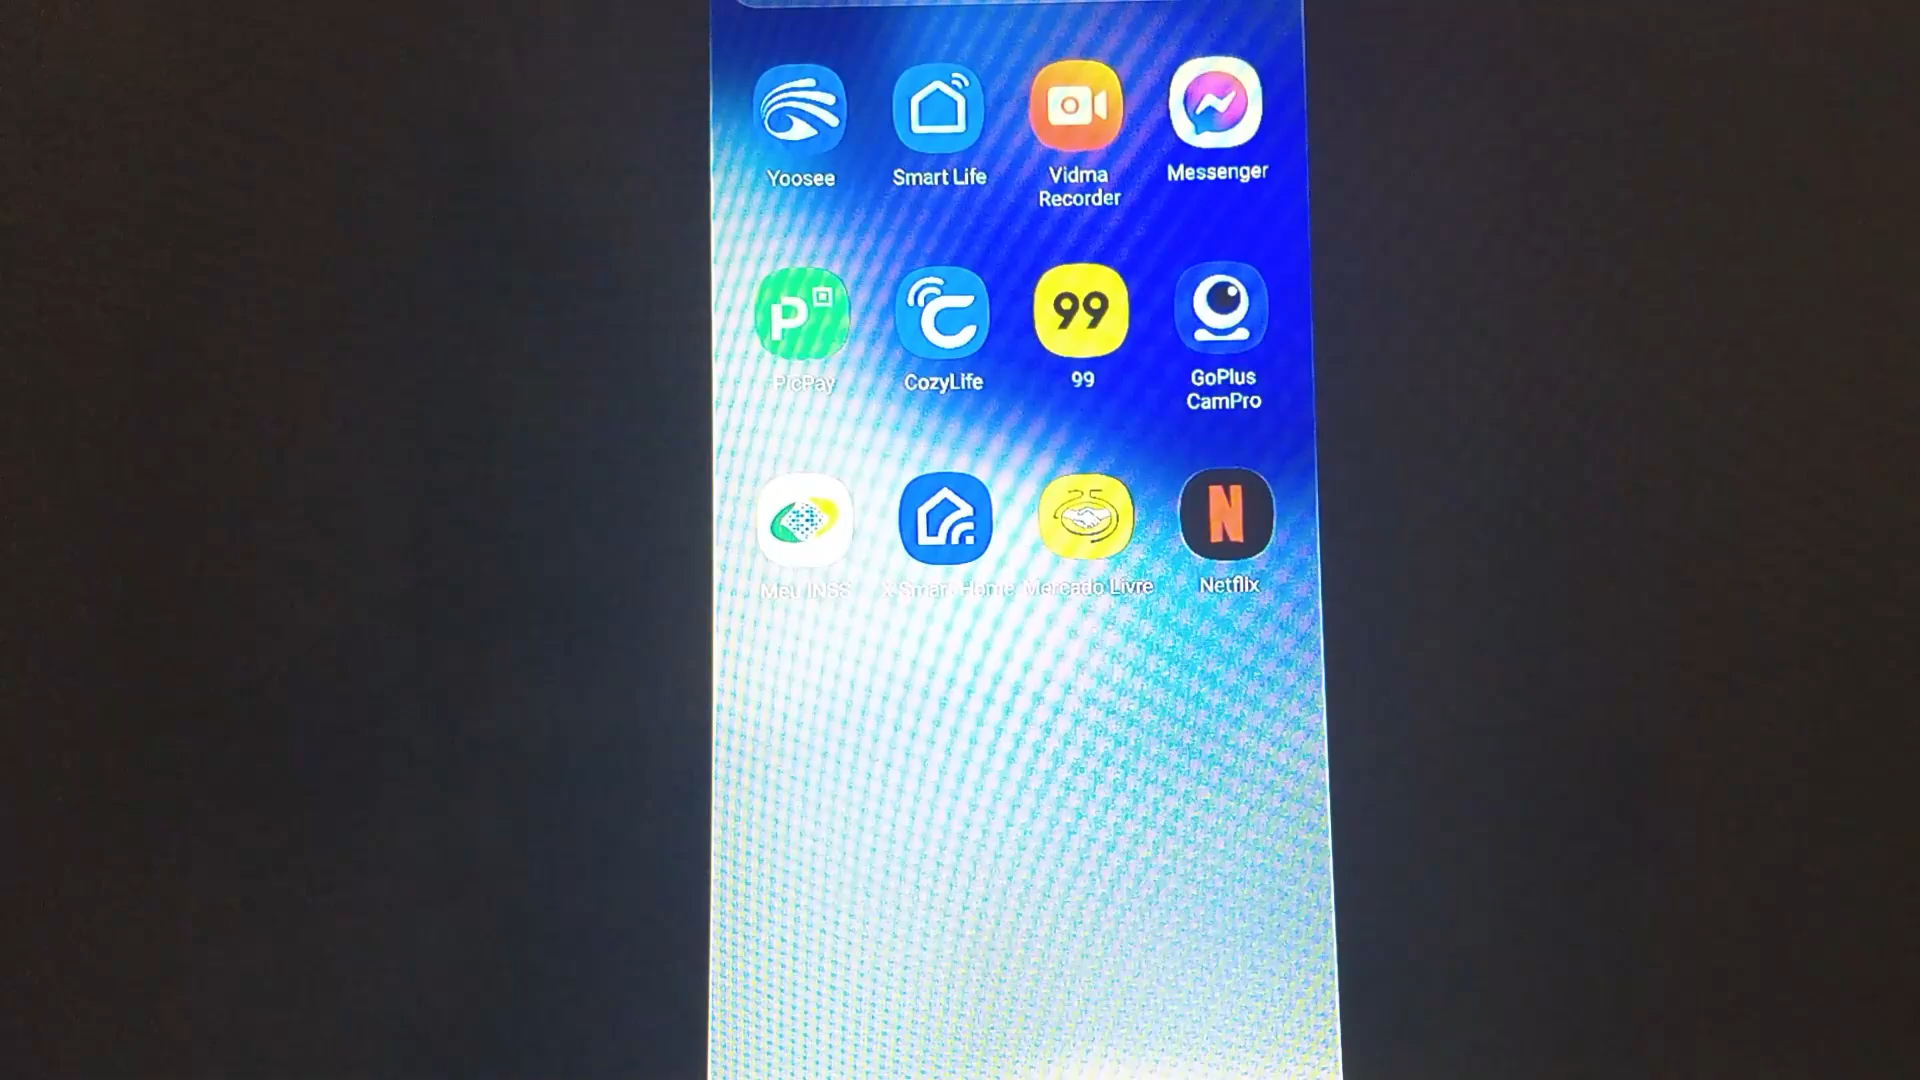 Yoosee
Smart Life
Vidma
Recorder
Messenger
P
99
PicPay
CozyLife
99
GoPlus
CamPro
N
Meu INSS
X Smart Home
Mercado Livre
Netflix